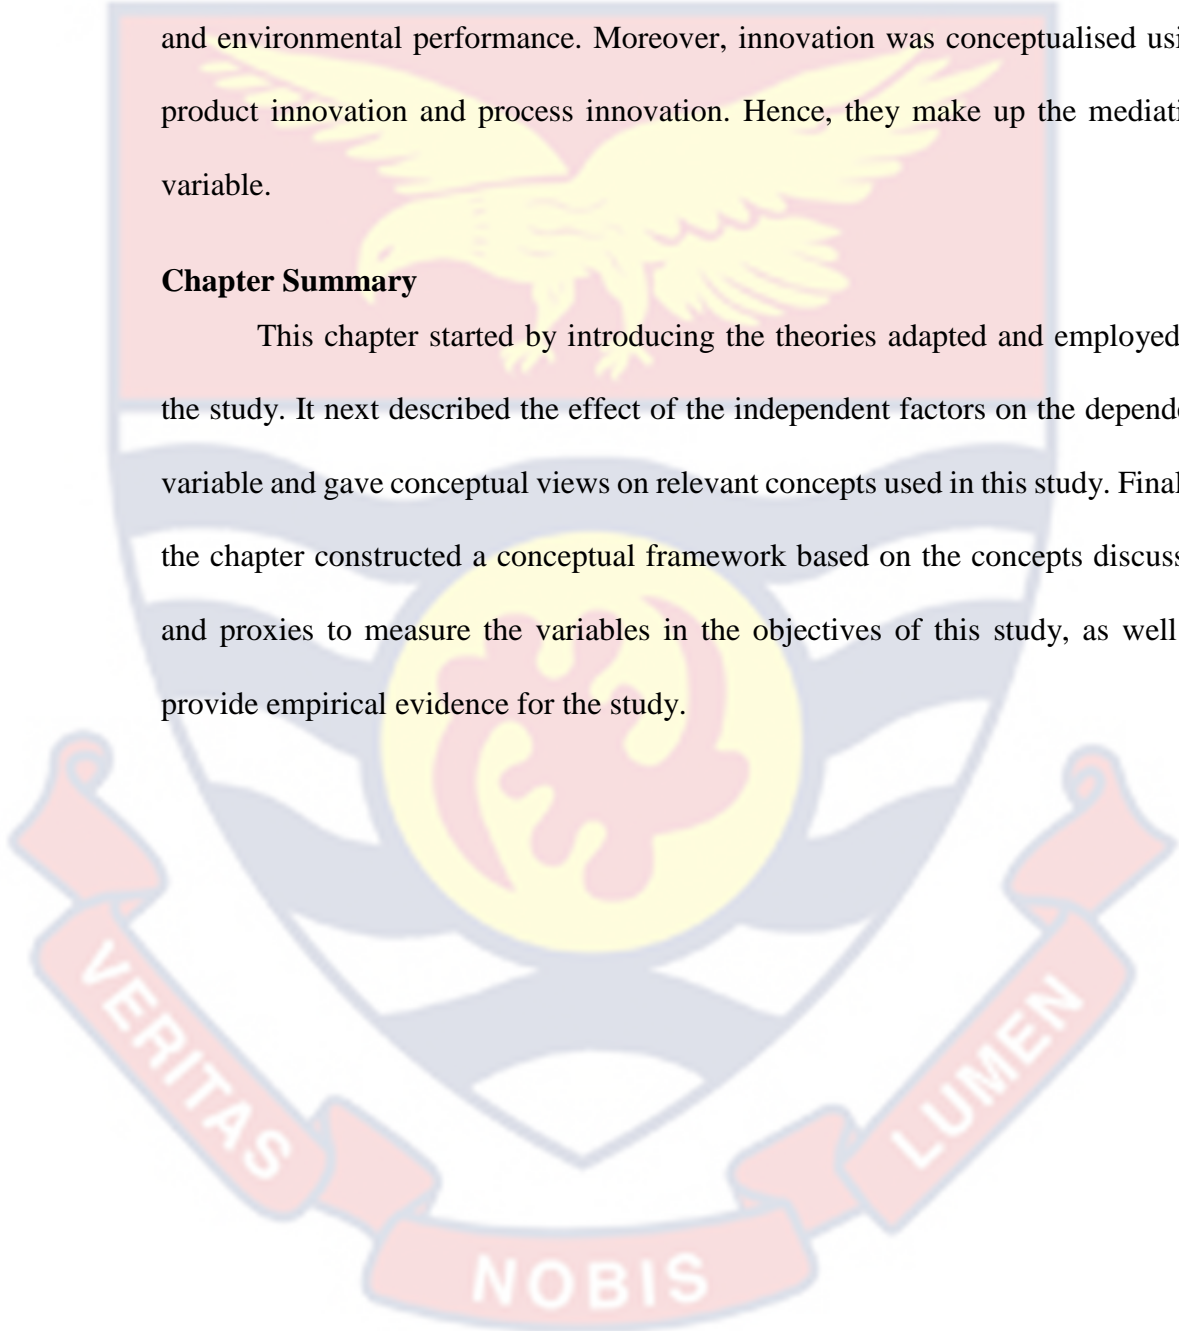 and environmental performance. Moreover, innovation was conceptualised usi
product innovation and process innovation. Hence, they make up the mediati
variable.
Chapter Summary
This chapter started by introducing the theories adapted and employed
the study. It next described the effect of the independent factors on the depende
variable and gave conceptual views on relevant concepts used in this study. Final
the chapter constructed a conceptual framework based on the concepts discuss
and proxies to measure the variables in the objectives of this study, as well
provide empirical evidence for the study.
VERITAS
NOBIS
LUMEN